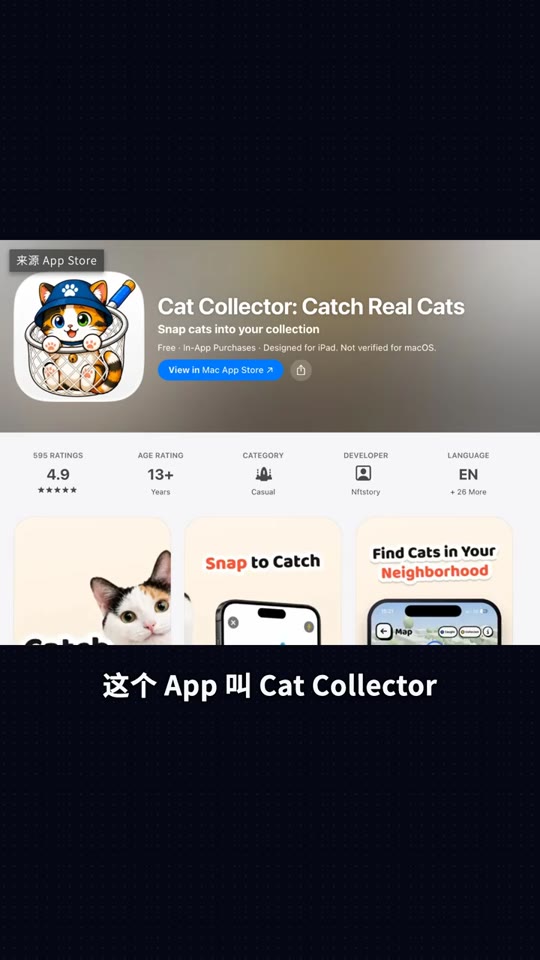 来源 App Store
Cat Collector: Catch Real Cats
Snap cats into your collection
Free · In-App Purchases · Designed for iPad. Not verified for macOS.
View in Mac App Store ↗
595 RATINGS
4.9
★★★★★
AGE RATING
13+
Years
CATEGORY
Casual
DEVELOPER
Nftstory
LANGUAGE
EN
+ 26 More
Catch
Snap to Catch
Find Cats in Your
Neighborhood
Map
这个 App 叫 Cat Collector